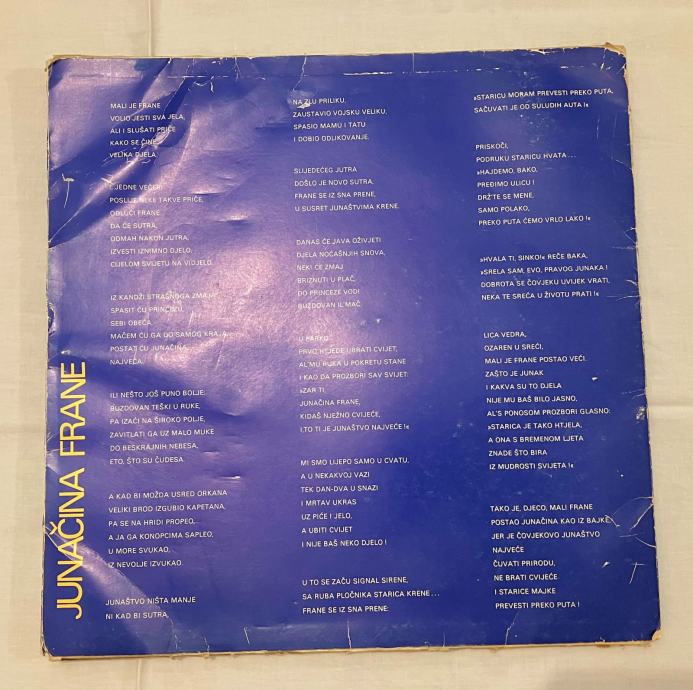 JUNAČINA FRANE
MALI JE FRANE
VOLIO JESTI SVA JELA,
ALI I SLUŠATI PRIČE
KAKO SE ČINE
VELIKA DJELA.
I JEDNE VEČERI
POSLIJE NEKE TAKVE PRIČE,
ODLUČI FRANE
DA ĆE SUTRA,
ODMAH NAKON JUTRA,
IZVESTI IZNIMNO DJELO:
CIJELOM SVIJETU NA VIDJELO.
IZ KANDŽI STRAŠNOGA ZMAJA
SPASIT ĆU PRINCEZU,
SEBI OBEĆA.
MAČEM ĆU GA DO SAMOG KRAJA,
POSTAT ĆU JUNAČINA
NAJVEĆA.
ILI NEŠTO JOŠ PUNO BOLJE:
BUZDOVAN TEŠKI U RUKE,
PA IZAĆI NA ŠIROKO POLJE,
ZAVITLATI GA UZ MALO MUKE
DO BESKRAJNIH NEBESA,
ETO, ŠTO SU ČUDESA.
A KAD BI MOŽDA USRED ORKANA
VELIKI BROD IZGUBIO KAPETANA,
PA SE NA HRIDI PROPEO,
A JA GA KONOPCIMA SAPLEO,
U MORE SVUKAO,
IZ NEVOLJE IZVUKAO.
JUNAŠTVO NIŠTA MANJE
NI KAD BI SUTRA,
NA ZLU PRILIKU,
ZAUSTAVIO VOJSKU VELIKU,
SPASIO MAMU I TATU
I DOBIO ODLIKOVANJE.
SLIJEDEĆEG JUTRA
DOŠLO JE NOVO SUTRA,
FRANE SE IZ SNA PRENE,
U SUSRET JUNAŠTVIMA KRENE.
DANAS ĆE JAVA OŽIVJETI
DJELA NOĆAŠNJIH SNOVA,
NEKI ĆE ZMAJ
BRIZNUTI U PLAČ,
DO PRINCEZE VODI
BUZDOVAN IL'MAČ.
U PARKU
PRVO HTJEDE UBRATI CVIJET,
AL'MU RUKA U POKRETU STANE
I KAO DA PROZBORI SAV SVIJET:
»ZAR TI,
JUNAČINA FRANE,
KIDAŠ NJEŽNO CVIJEĆE,
I TO TI JE JUNAŠTVO NAJVEĆE!«
MI SMO LIJEPO SAMO U CVATU,
A U NEKAKVOJ VAZI
TEK DAN-DVA U SNAZI
I MRTAV UKRAS
UZ PIĆE I JELO,
A UBITI CVIJET
I NIJE BAŠ NEKO DJELO!
U TO SE ZAČU SIGNAL SIRENE,
SA RUBA PLOČNIKA STARICA KRENE...
FRANE SE IZ SNA PRENE:
»STARICU MORAM PREVESTI PREKO PUTA,
SAČUVATI JE OD SULUDIH AUTA!«
PRISKOČI,
PODRUKU STARICU HVATA...
»HAJDEMO, BAKO,
PREĐIMO ULICU!
DRŽ'TE SE MENE,
SAMO POLAKO,
PREKO PUTA ĆEMO VRLO LAKO!«
»HVALA TI, SINKO!« REČE BAKA,
»SRELA SAM, EVO, PRAVOG JUNAKA!
DOBROTA SE ČOVJEKU UVIJEK VRATI,
NEKA TE SREĆA U ŽIVOTU PRATI!«
LICA VEDRA,
OZAREN U SREĆI,
MALI JE FRANE POSTAO VEĆI.
ZAŠTO JE JUNAK
I KAKVA SU TO DJELA
NIJE MU BAŠ BILO JASNO,
AL'S PONOSOM PROZBORI GLASNO:
»STARICA JE TAKO HTJELA,
A ONA S BREMENOM LJETA
ZNADE ŠTO BIRA
IZ MUDROSTI SVIJETA!«
TAKO JE, DJECO, MALI FRANE
POSTAO JUNAČINA KAO IZ BAJKE,
JER JE ČOVJEKOVO JUNAŠTVO
NAJVEĆE
ČUVATI PRIRODU,
NE BRATI CVIJEĆE
I STARICE MAJKE
PREVESTI PREKO PUTA!